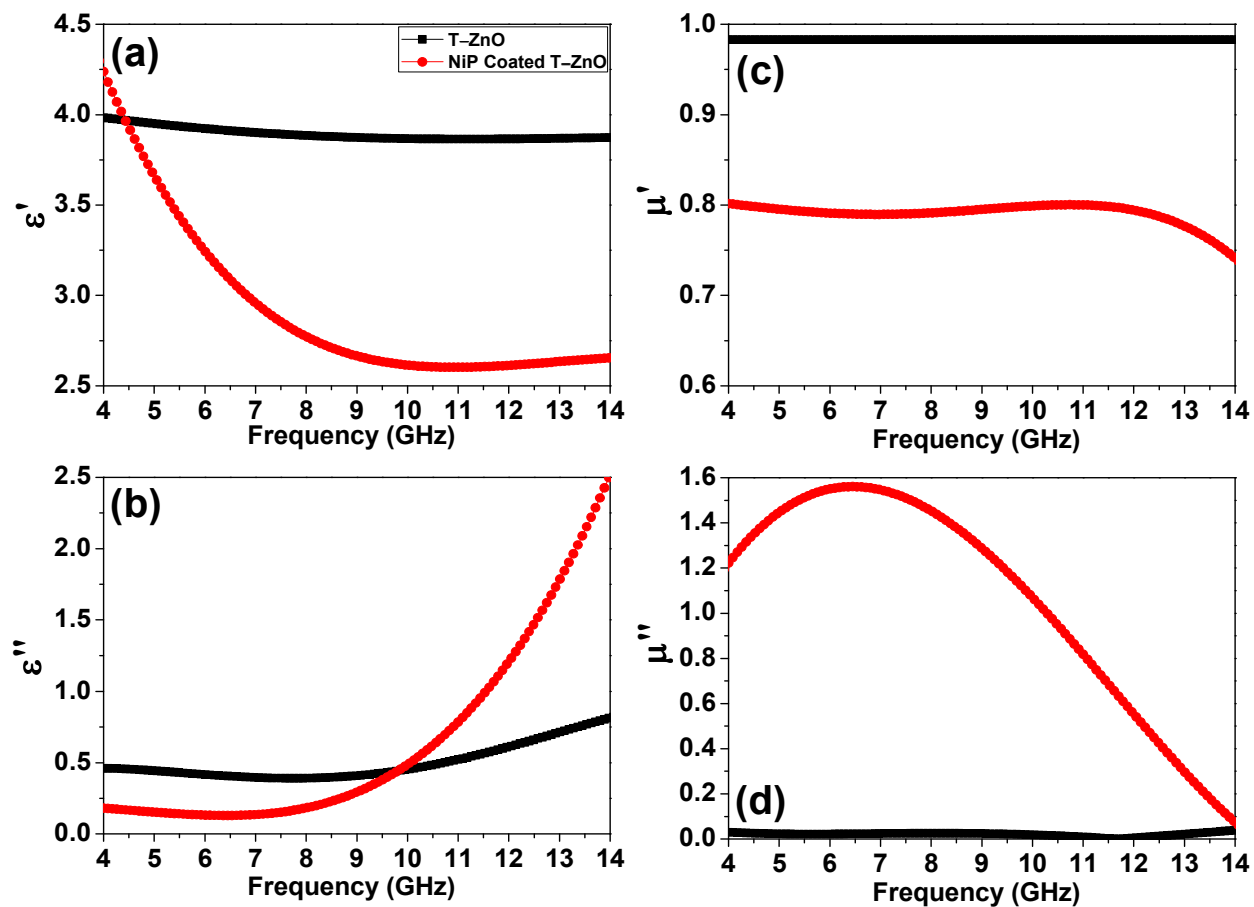 (a)
T–ZnO
NiP Coated T–ZnO
4.5
4.0
3.5
3.0
2.5
ε'
4 5 6 7 8 9 10 11 12 13 14
Frequency (GHz)
(c)
1.0
0.9
0.8
0.7
0.6
μ'
4 5 6 7 8 9 10 11 12 13 14
Frequency (GHz)
(b)
2.5
2.0
1.5
1.0
0.5
0.0
ε''
4 5 6 7 8 9 10 11 12 13 14
Frequency (GHz)
(d)
1.6
1.4
1.2
1.0
0.8
0.6
0.4
0.2
0.0
μ''
4 5 6 7 8 9 10 11 12 13 14
Frequency (GHz)